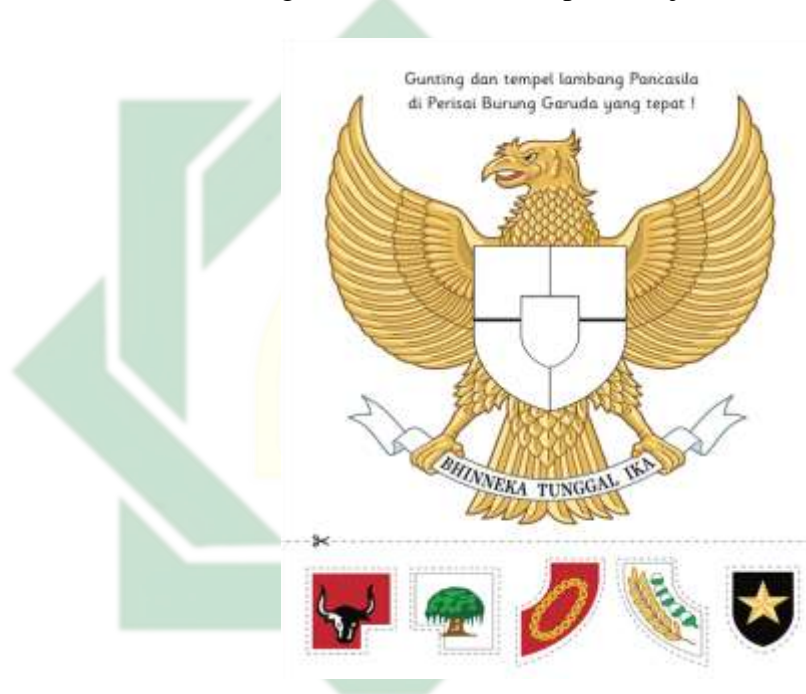 Gunting dan tempel lambang Pancasila
di Perisai Burung Garuda yang tepat !
BHINNEKA TUNGGAL IKA